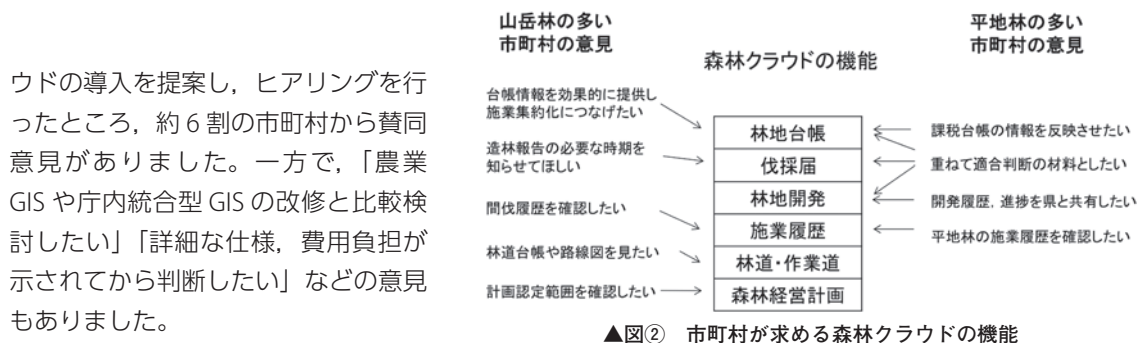 ウドの導入を提案し，ヒアリングを行
ったところ，約6割の市町村から賛同
意見がありました。一方で，「農業
GISや庁内統合型GISの改修と比較検
討したい」「詳細な仕様，費用負担が
示されてから判断したい」などの意見
もありました。
山岳林の多い
市町村の意見
森林クラウドの機能
平地林の多い
市町村の意見
台帳情報を効果的に提供し
施業集約化につなげたい
造林報告の必要な時期を
知らせてほしい
間伐履歴を確認したい
林道台帳や路線図を見たい
計画認定範囲を確認したい
林地台帳
伐採届
林地開発
施業履歴
林道・作業道
森林経営計画
課税台帳の情報を反映させたい
重ねて適合判断の材料としたい
開発履歴，進捗を県と共有したい
平地林の施業履歴を確認したい
▲図② 市町村が求める森林クラウドの機能